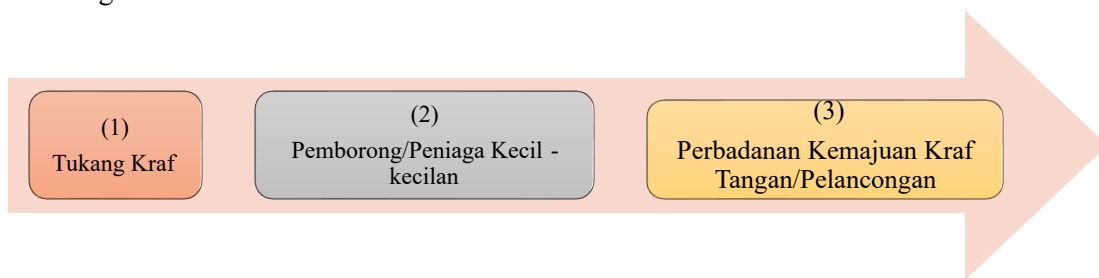 (1)
Tukang Kraf
(2)
Pemborong/Peniaga Kecil -
kecilan
(3)
Perbadanan Kemajuan Kraf
Tangan/Pelancongan